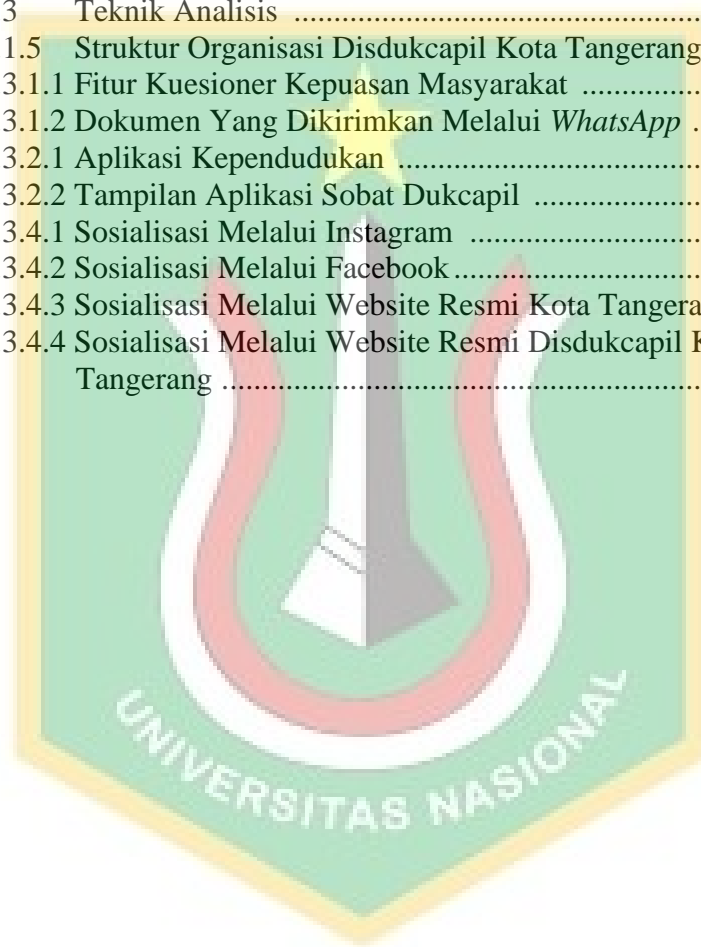 3 Teknik Analisis ....................................................
1.5 Struktur Organisasi Disdukcapil Kota Tangerang
3.1.1 Fitur Kuesioner Kepuasan Masyarakat ................
3.1.2 Dokumen Yang Dikirimkan Melalui WhatsApp .
3.2.1 Aplikasi Kependudukan ......................................
3.2.2 Tampilan Aplikasi Sobat Dukcapil .....................
3.4.1 Sosialisasi Melalui Instagram .............................
3.4.2 Sosialisasi Melalui Facebook ...............................
3.4.3 Sosialisasi Melalui Website Resmi Kota Tangera
3.4.4 Sosialisasi Melalui Website Resmi Disdukcapil K
Tangerang .............................................................
UNIVERSITAS NASIONAL